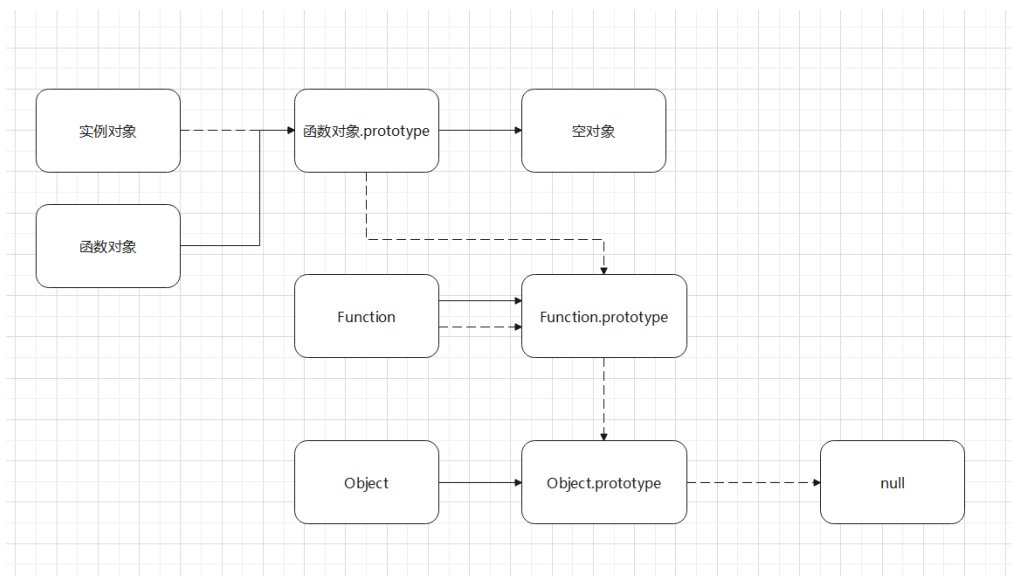 实例对象
函数对象.prototype
空对象
函数对象
Function
Function.prototype
Object
Object.prototype
null